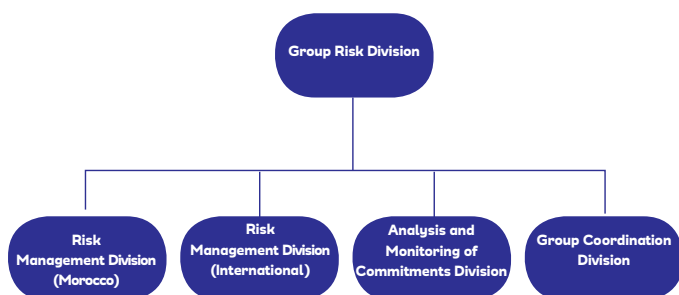 Group Risk Division
Risk
Management Division
(Morocco)
Risk
Management Division
(International)
Analysis and
Monitoring of
Commitments Division
Group Coordination
Division